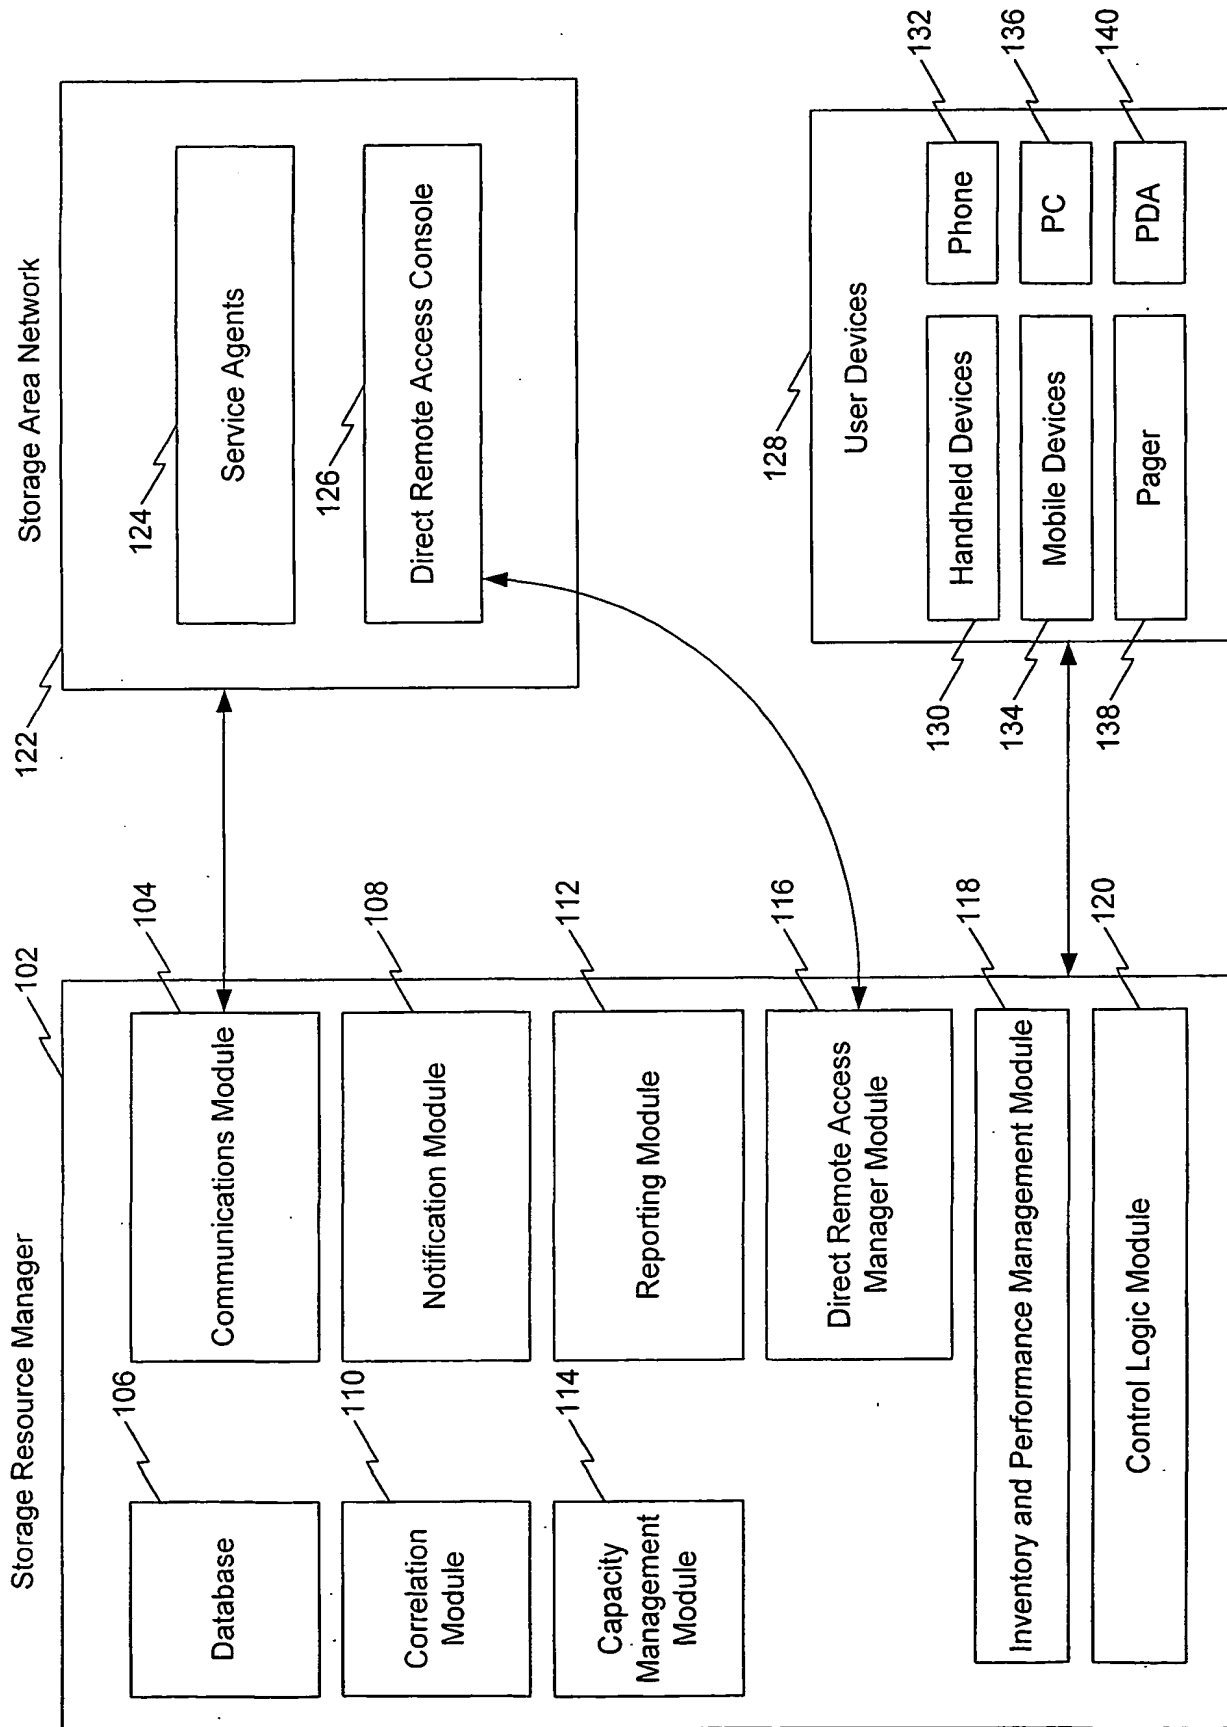 Storage Resource Manager
102
Database
106
Communications Module
104
Correlation
Module
110
Notification Module
108
Capacity
Management
Module
114
Reporting Module
112
Direct Remote Access
Manager Module
116
Inventory and Performance Management Module
118
Control Logic Module
120
Storage Area Network
122
Service Agents
124
Direct Remote Access Console
126
User Devices
128
Handheld Devices
130
Phone
132
Mobile Devices
134
PC
136
Pager
138
PDA
140